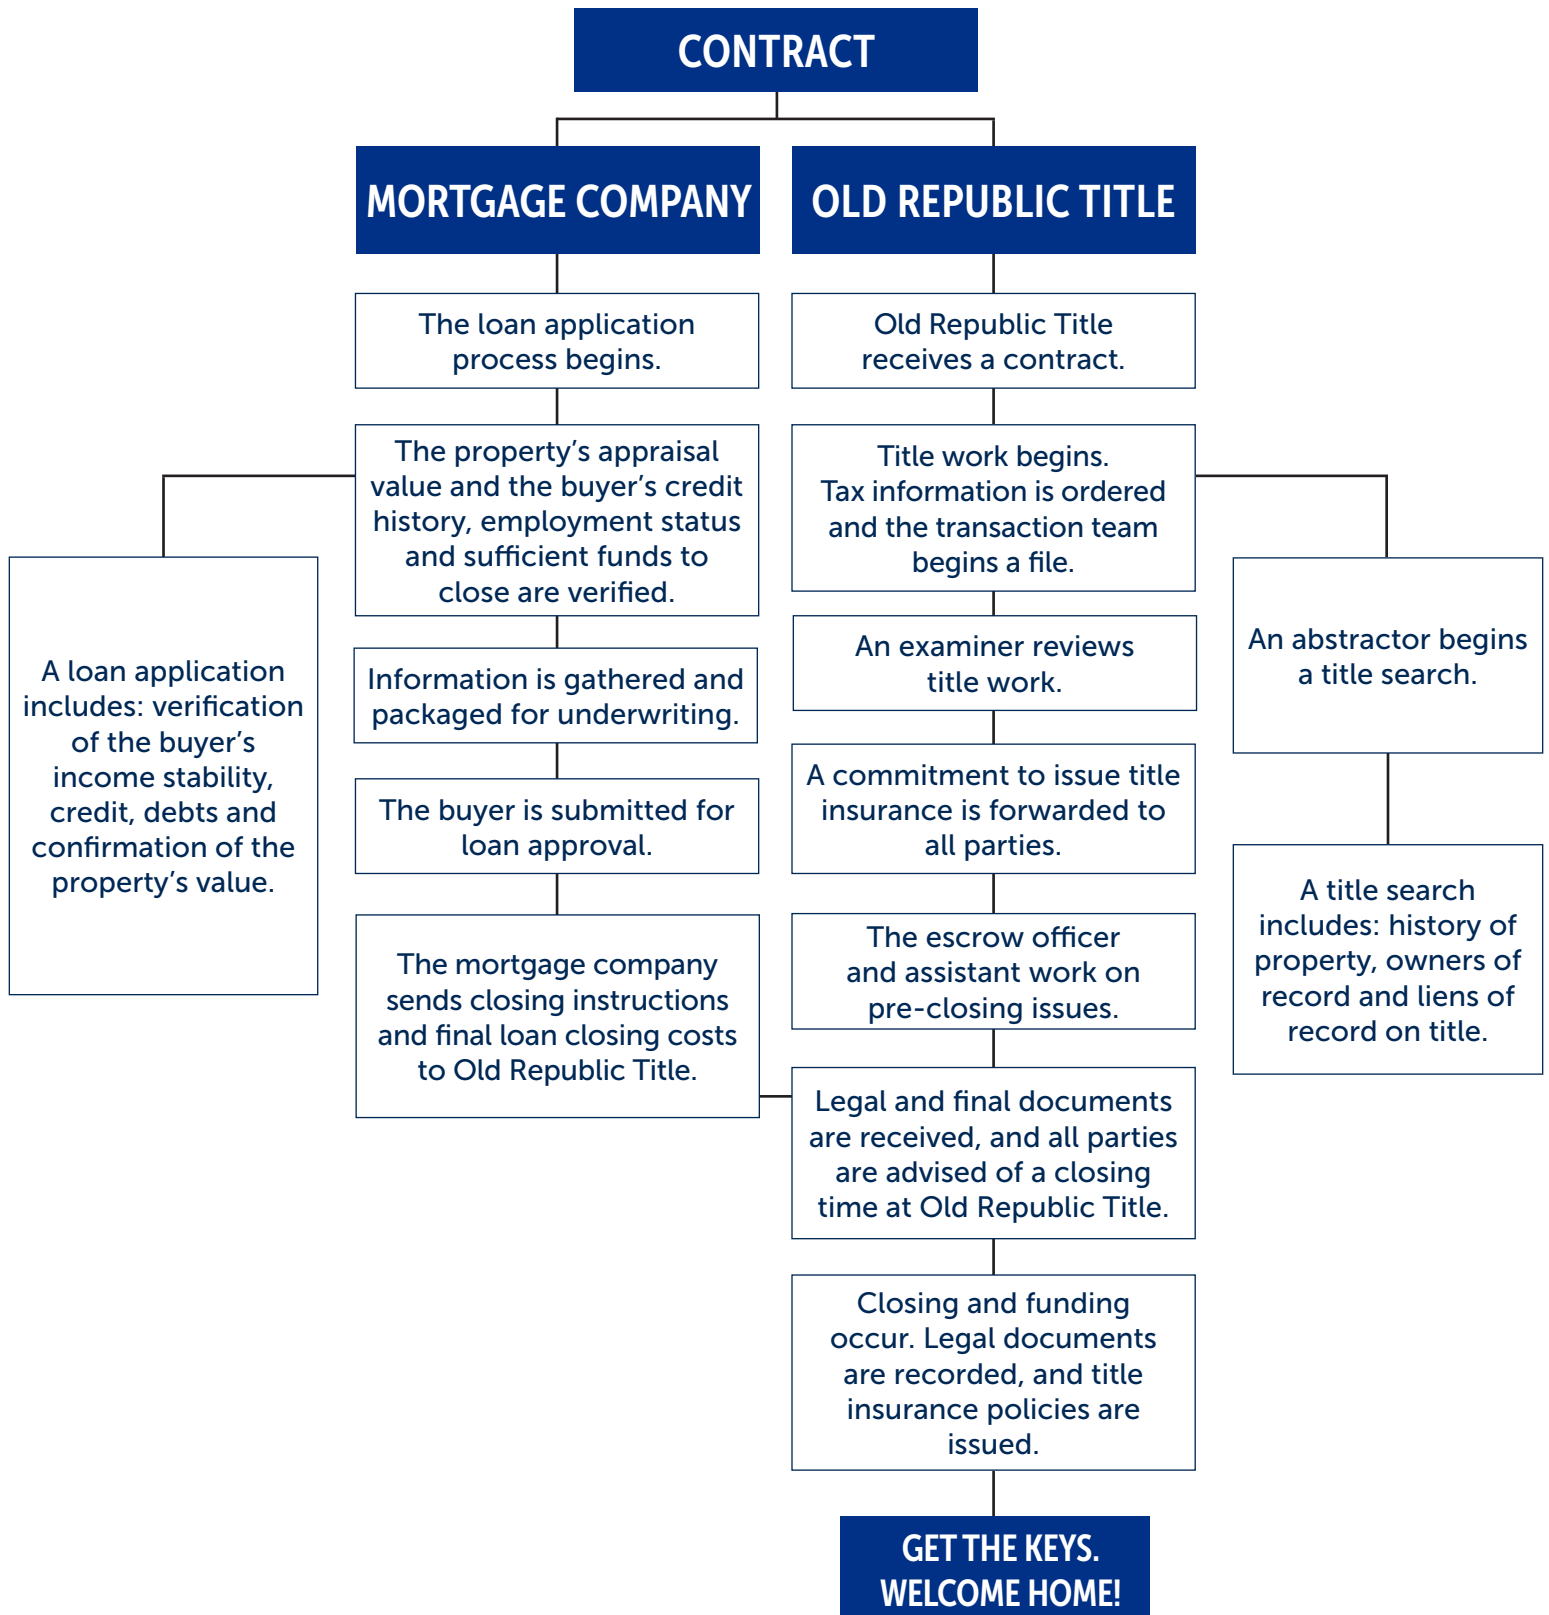 CONTRACT
MORTGAGE COMPANY
OLD REPUBLIC TITLE
The loan application
process begins.
Old Republic Title
receives a contract.
The property’s appraisal
value and the buyer’s credit
history, employment status
and sufficient funds to
close are verified.
Title work begins.
Tax information is ordered
and the transaction team
begins a file.
A loan application
includes: verification
of the buyer’s
income stability,
credit, debts and
confirmation of the
property’s value.
Information is gathered and
packaged for underwriting.
An examiner reviews
title work.
An abstractor begins
a title search.
The buyer is submitted for
loan approval.
A commitment to issue title
insurance is forwarded to
all parties.
A title search
includes: history of
property, owners of
record and liens of
record on title.
The mortgage company
sends closing instructions
and final loan closing costs
to Old Republic Title.
The escrow officer
and assistant work on
pre-closing issues.
Legal and final documents
are received, and all parties
are advised of a closing
time at Old Republic Title.
Closing and funding
occur. Legal documents
are recorded, and title
insurance policies are
issued.
GET THE KEYS.
WELCOME HOME!